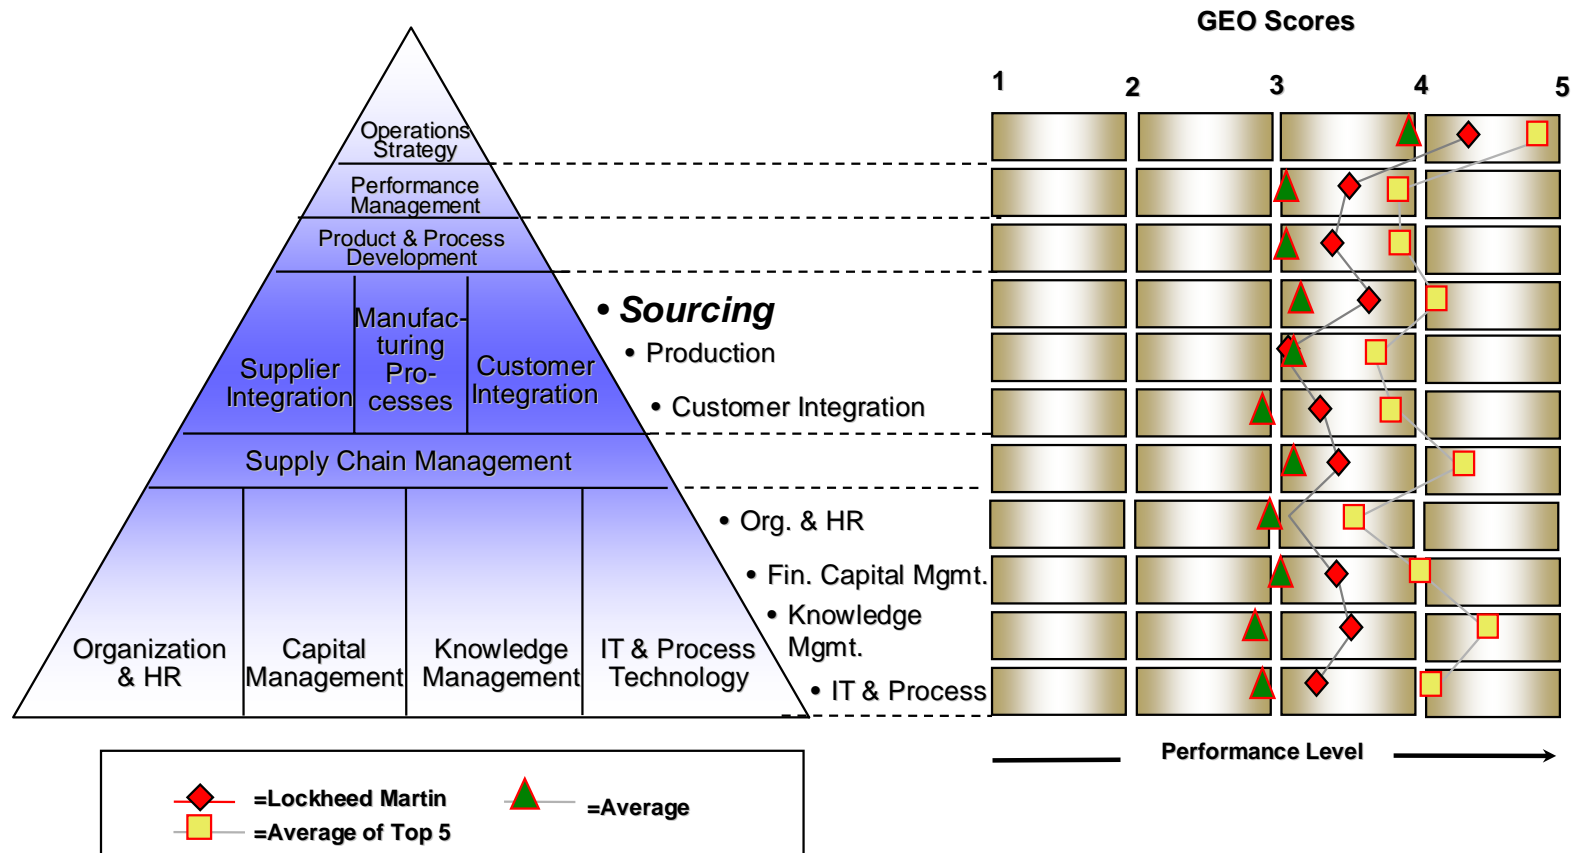 GEO Scores
1 2 3 4 5
Operations
Strategy
Performance
Management
Product & Process
Development
Supplier
Integration
Manufac-
turing
Pro-
cesses
Customer
Integration
• Sourcing
• Production
• Customer Integration
Supply Chain Management
• Org. & HR
• Fin. Capital Mgmt.
• Knowledge
Mgmt.
• IT & Process
Organization
& HR
Capital
Management
Knowledge
Management
IT & Process
Technology
Performance Level
=Lockheed Martin
=Average
=Average of Top 5